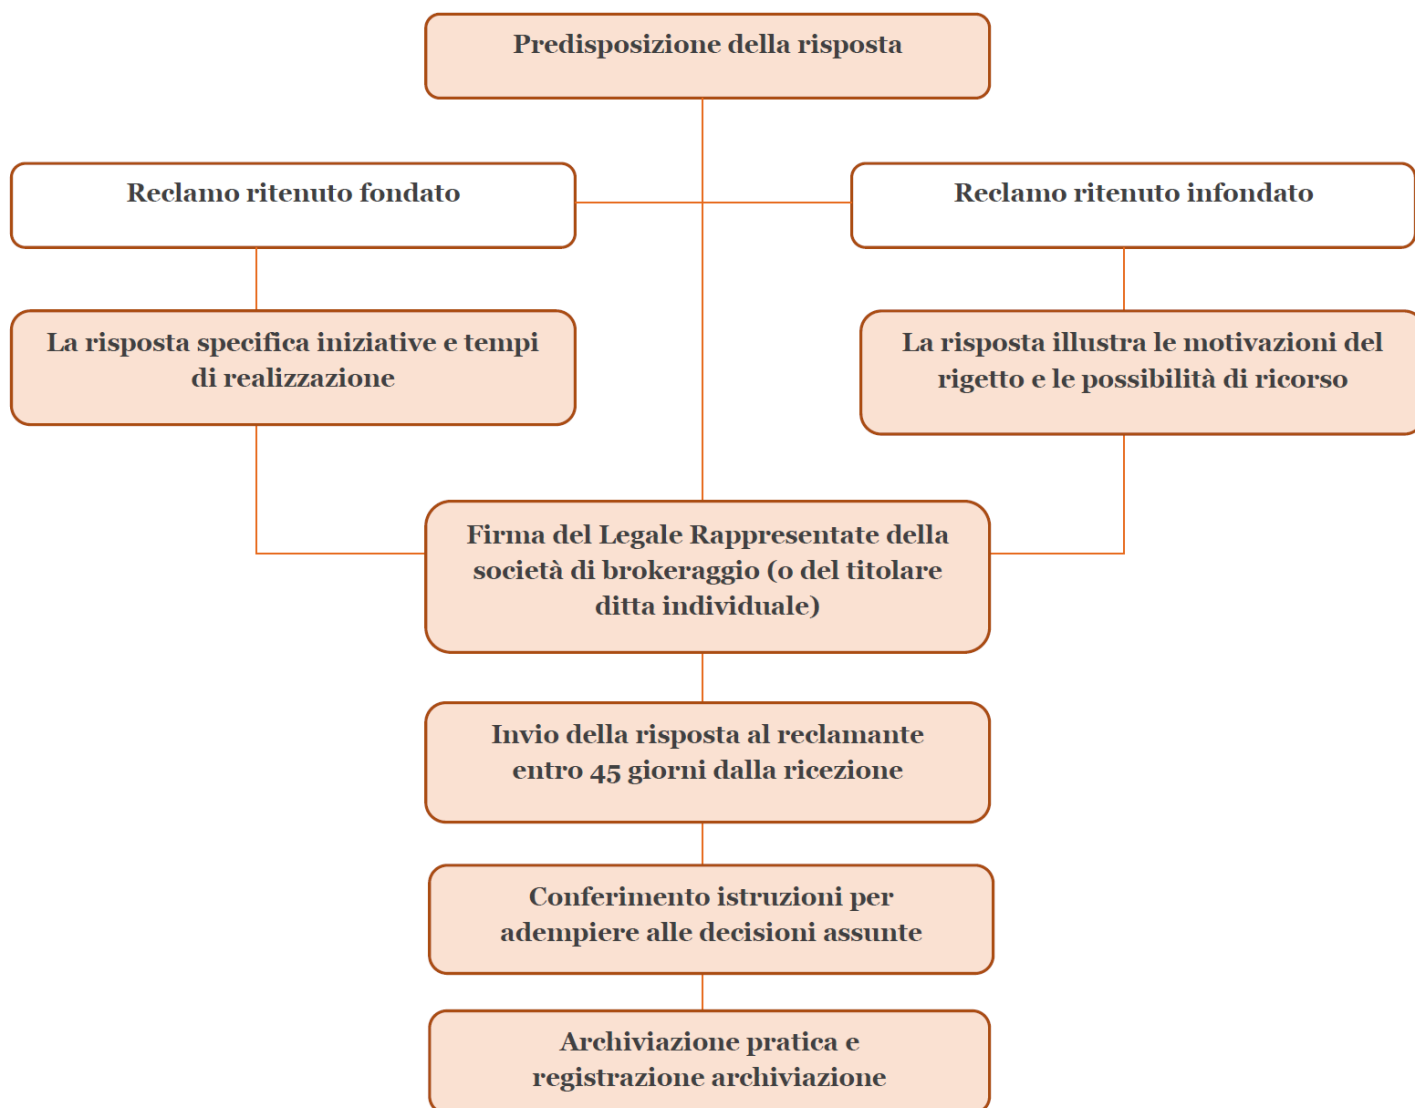 Predisposizione della risposta
Reclamo ritenuto fondato
Reclamo ritenuto infondato
La risposta specifica iniziative e tempi
di realizzazione
La risposta illustra le motivazioni del
rigetto e le possibilità di ricorso
Firma del Legale Rappresentate della
società di brokeraggio (o del titolare
ditta individuale)
Invio della risposta al reclamante
entro 45 giorni dalla ricezione
Conferimento istruzioni per
adempiere alle decisioni assunte
Archiviazione pratica e
registrazione archiviazione